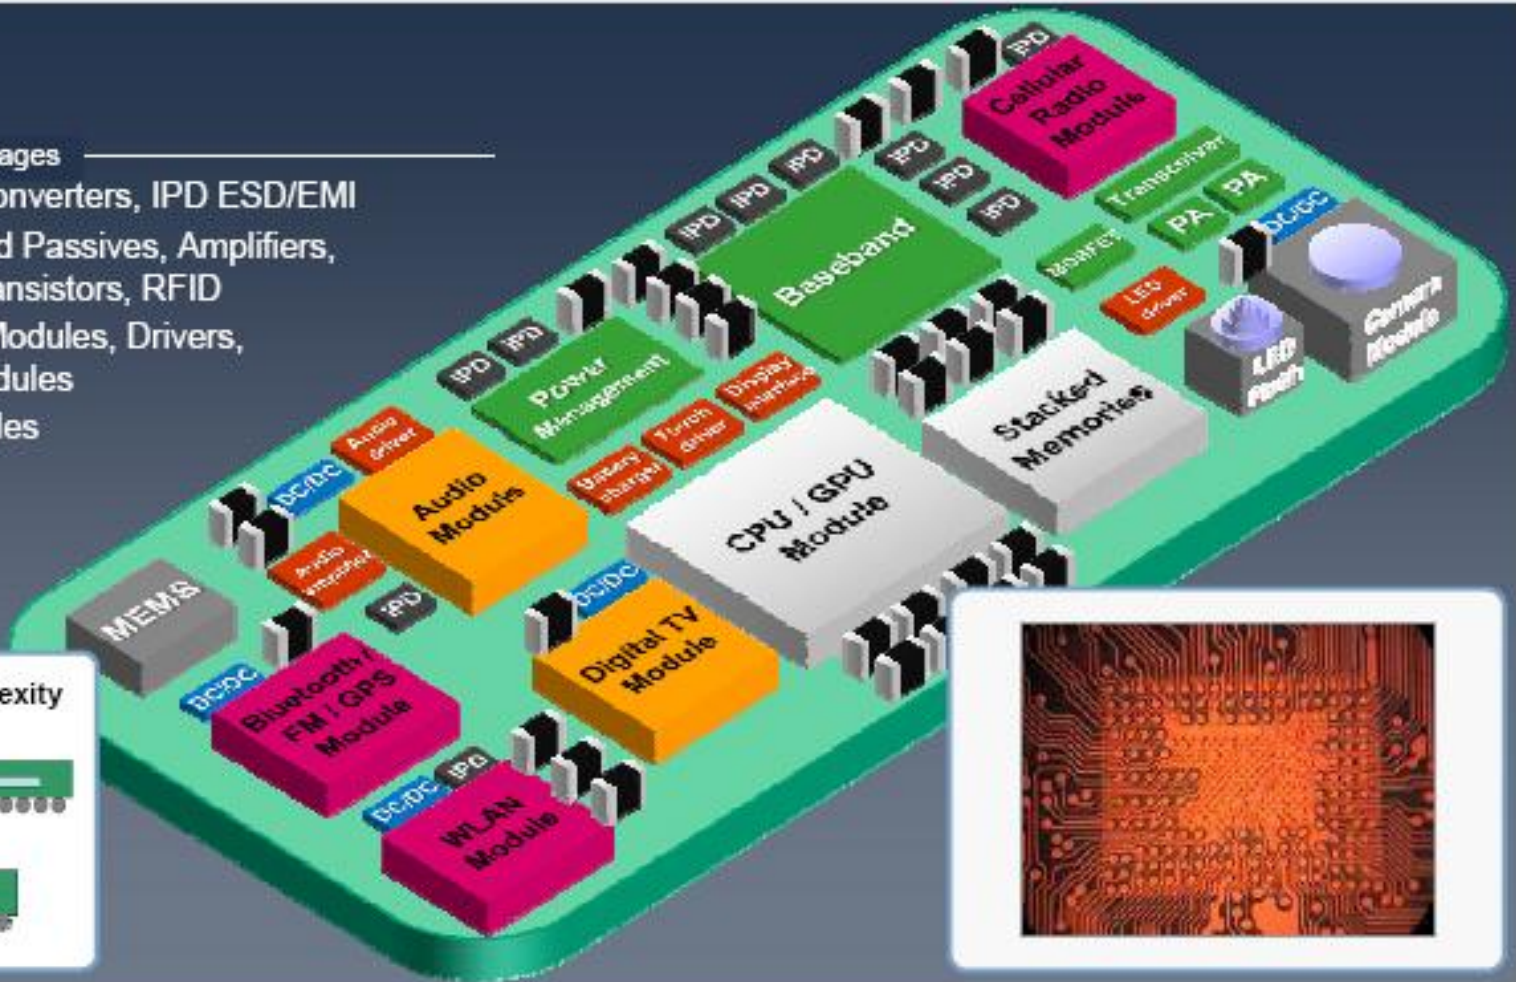 ages
onverters, IPD ESD/EMI
d Passives, Amplifiers,
ansistors, RFID
Modules, Drivers,
dules
les
exity
IPD
Cellular
Radio
Module
IPD
IPD
IPD
IPD
IPD
IPD
Transceiver
PA
PA
DC/DC
Baseband
MOSFET
LED
driver
Camera
Module
LED
Flash
IPD
IPD
Power
Management
Display
Interface
Torch
driver
Battery
charger
Stacked
Memories
CPU / GPU
Module
Audio
driver
DC/DC
Audio
Module
Audio
IPD
MEMS
DC/DC
Digital TV
Module
DC/DC
Bluetooth /
FM / GPS
Module
IPD
DC/DC
WLAN
Module